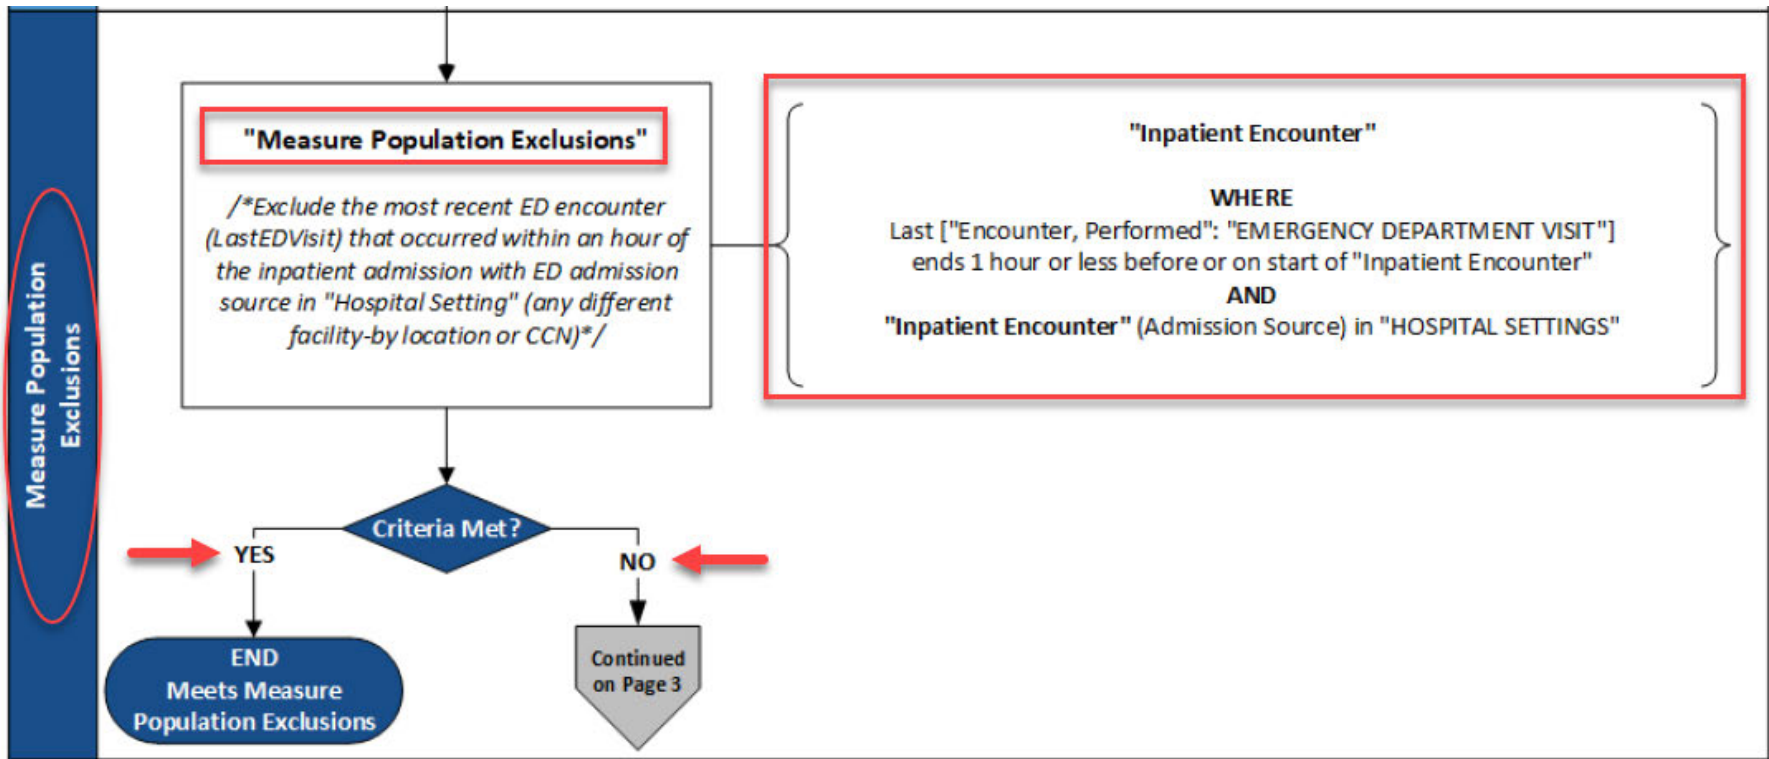 Measure Population
Exclusions
"Measure Population Exclusions"
/*Exclude the most recent ED encounter
(LastEDVisit) that occurred within an hour of
the inpatient admission with ED admission
source in "Hospital Setting" (any different
facility-by location or CCN)*/
"Inpatient Encounter"
WHERE
Last ["Encounter, Performed": "EMERGENCY DEPARTMENT VISIT"]
ends 1 hour or less before or on start of "Inpatient Encounter"
AND
"Inpatient Encounter" (Admission Source) in "HOSPITAL SETTINGS"
Criteria Met?
YES
NO
END
Meets Measure
Population Exclusions
Continued
on Page 3